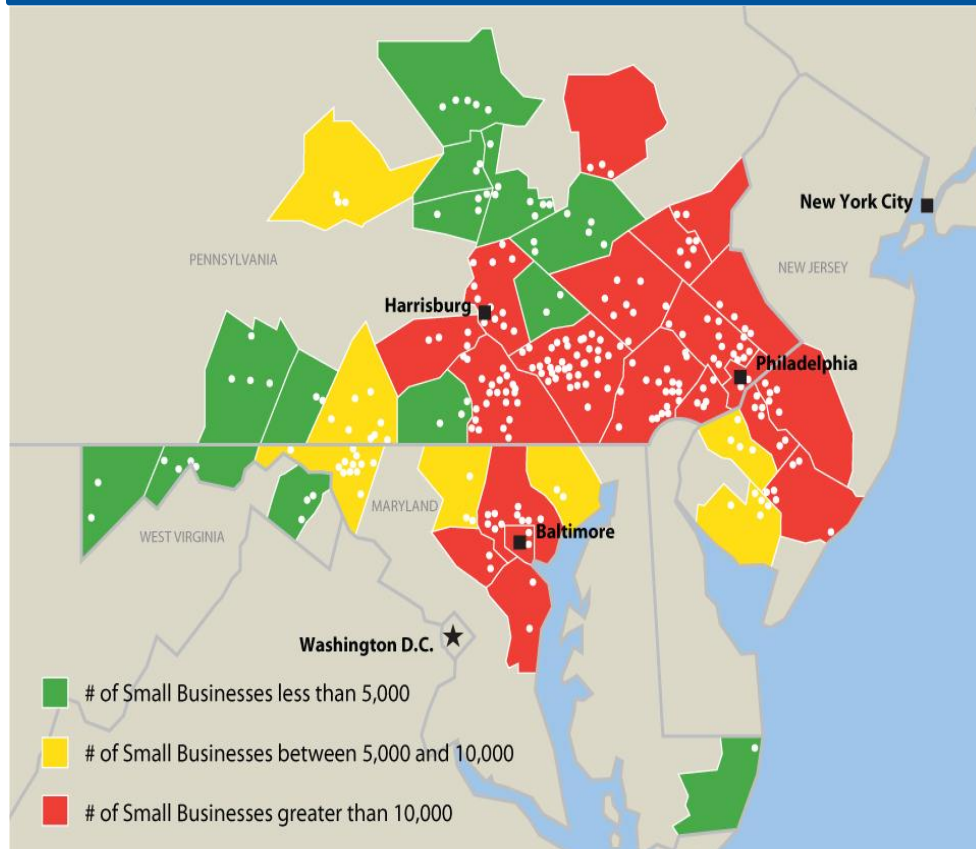 New York City
PENNSYLVANIA
NEW JERSEY
Harrisburg
Philadelphia
MARYLAND
WEST VIRGINIA
Baltimore
Washington D.C.
# of Small Businesses less than 5,000
# of Small Businesses between 5,000 and 10,000
# of Small Businesses greater than 10,000